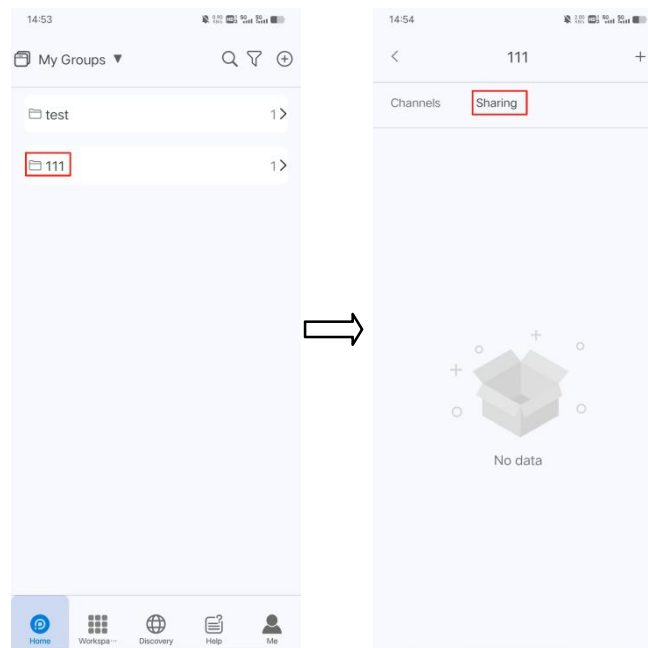 14:53
My Groups ▼
test 1 >
111 1 >
Home Workspa... Discovery Help Me
14:54
< 111 +
Channels Sharing
No data